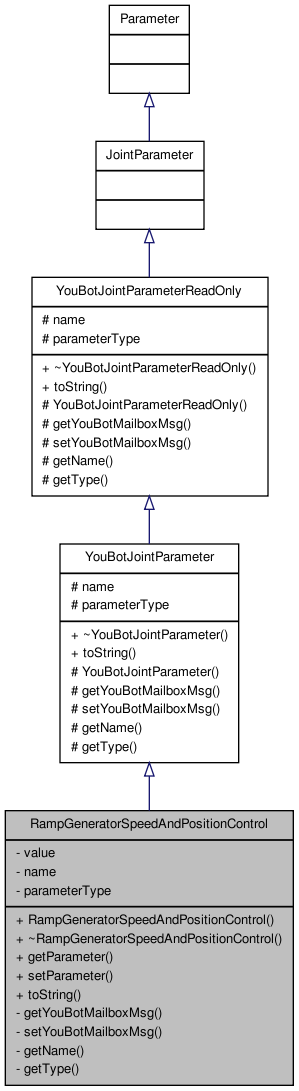 Parameter
JointParameter
YouBotJointParameterReadOnly
# name
# parameterType
+ ~YouBotJointParameterReadOnly()
+ toString()
# YouBotJointParameterReadOnly()
# getYouBotMailboxMsg()
# setYouBotMailboxMsg()
# getName()
# getType()
YouBotJointParameter
# name
# parameterType
+ ~YouBotJointParameter()
+ toString()
# YouBotJointParameter()
# getYouBotMailboxMsg()
# setYouBotMailboxMsg()
# getName()
# getType()
RampGeneratorSpeedAndPositionControl
- value
- name
- parameterType
+ RampGeneratorSpeedAndPositionControl()
+ ~RampGeneratorSpeedAndPositionControl()
+ getParameter()
+ setParameter()
+ toString()
- getYouBotMailboxMsg()
- setYouBotMailboxMsg()
- getName()
- getType()